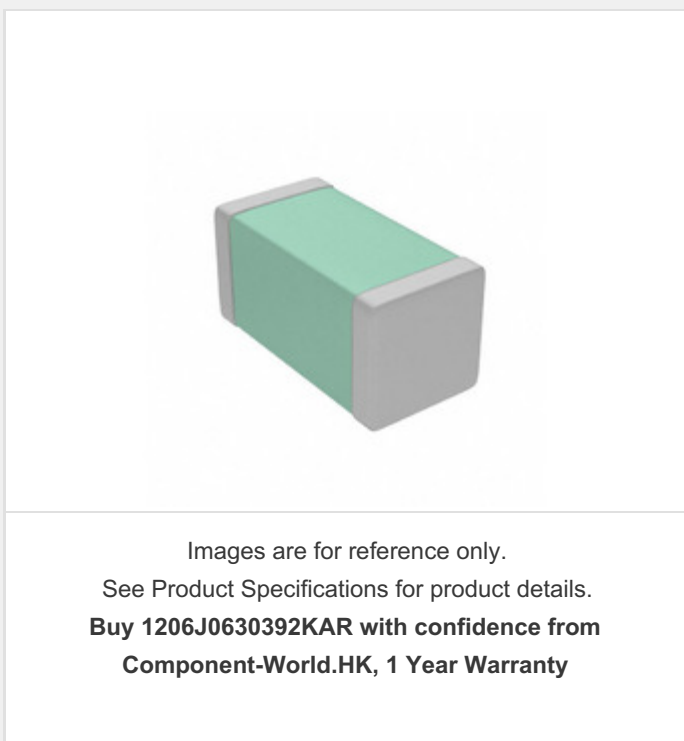 Images are for reference only.
See Product Specifications for product details.
Buy 1206J0630392KAR with confidence from
Component-World.HK, 1 Year Warranty